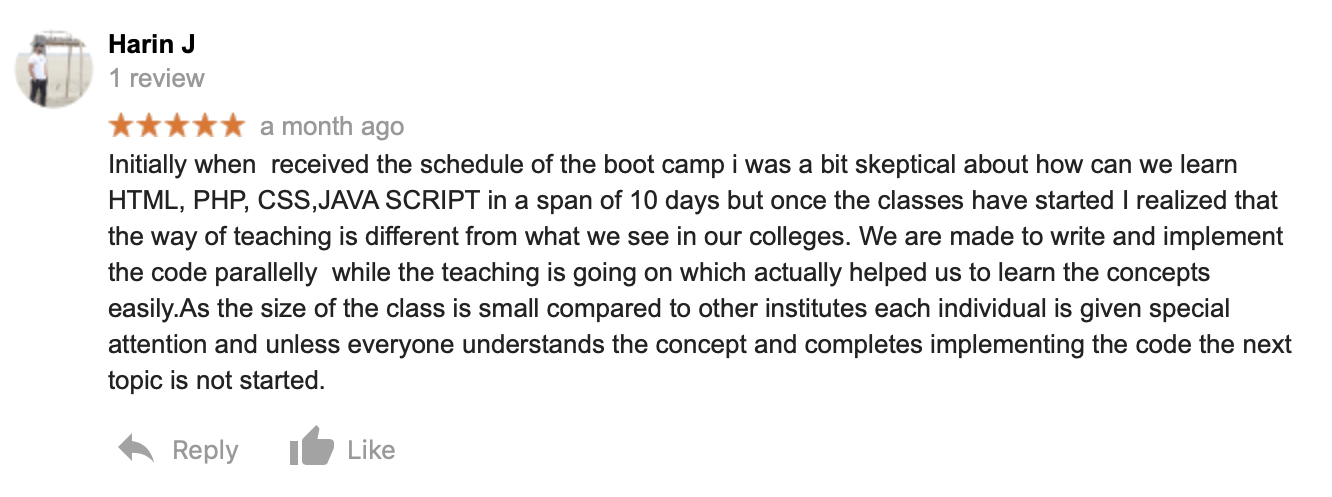 Harin J
1 review
a month ago
Initially when  received the schedule of the boot camp i was a bit skeptical about how can we learn
HTML, PHP, CSS,JAVA SCRIPT in a span of 10 days but once the classes have started I realized that
the way of teaching is different from what we see in our colleges. We are made to write and implement
the code parallelly  while the teaching is going on which actually helped us to learn the concepts
easily.As the size of the class is small compared to other institutes each individual is given special
attention and unless everyone understands the concept and completes implementing the code the next
topic is not started.
Reply Like